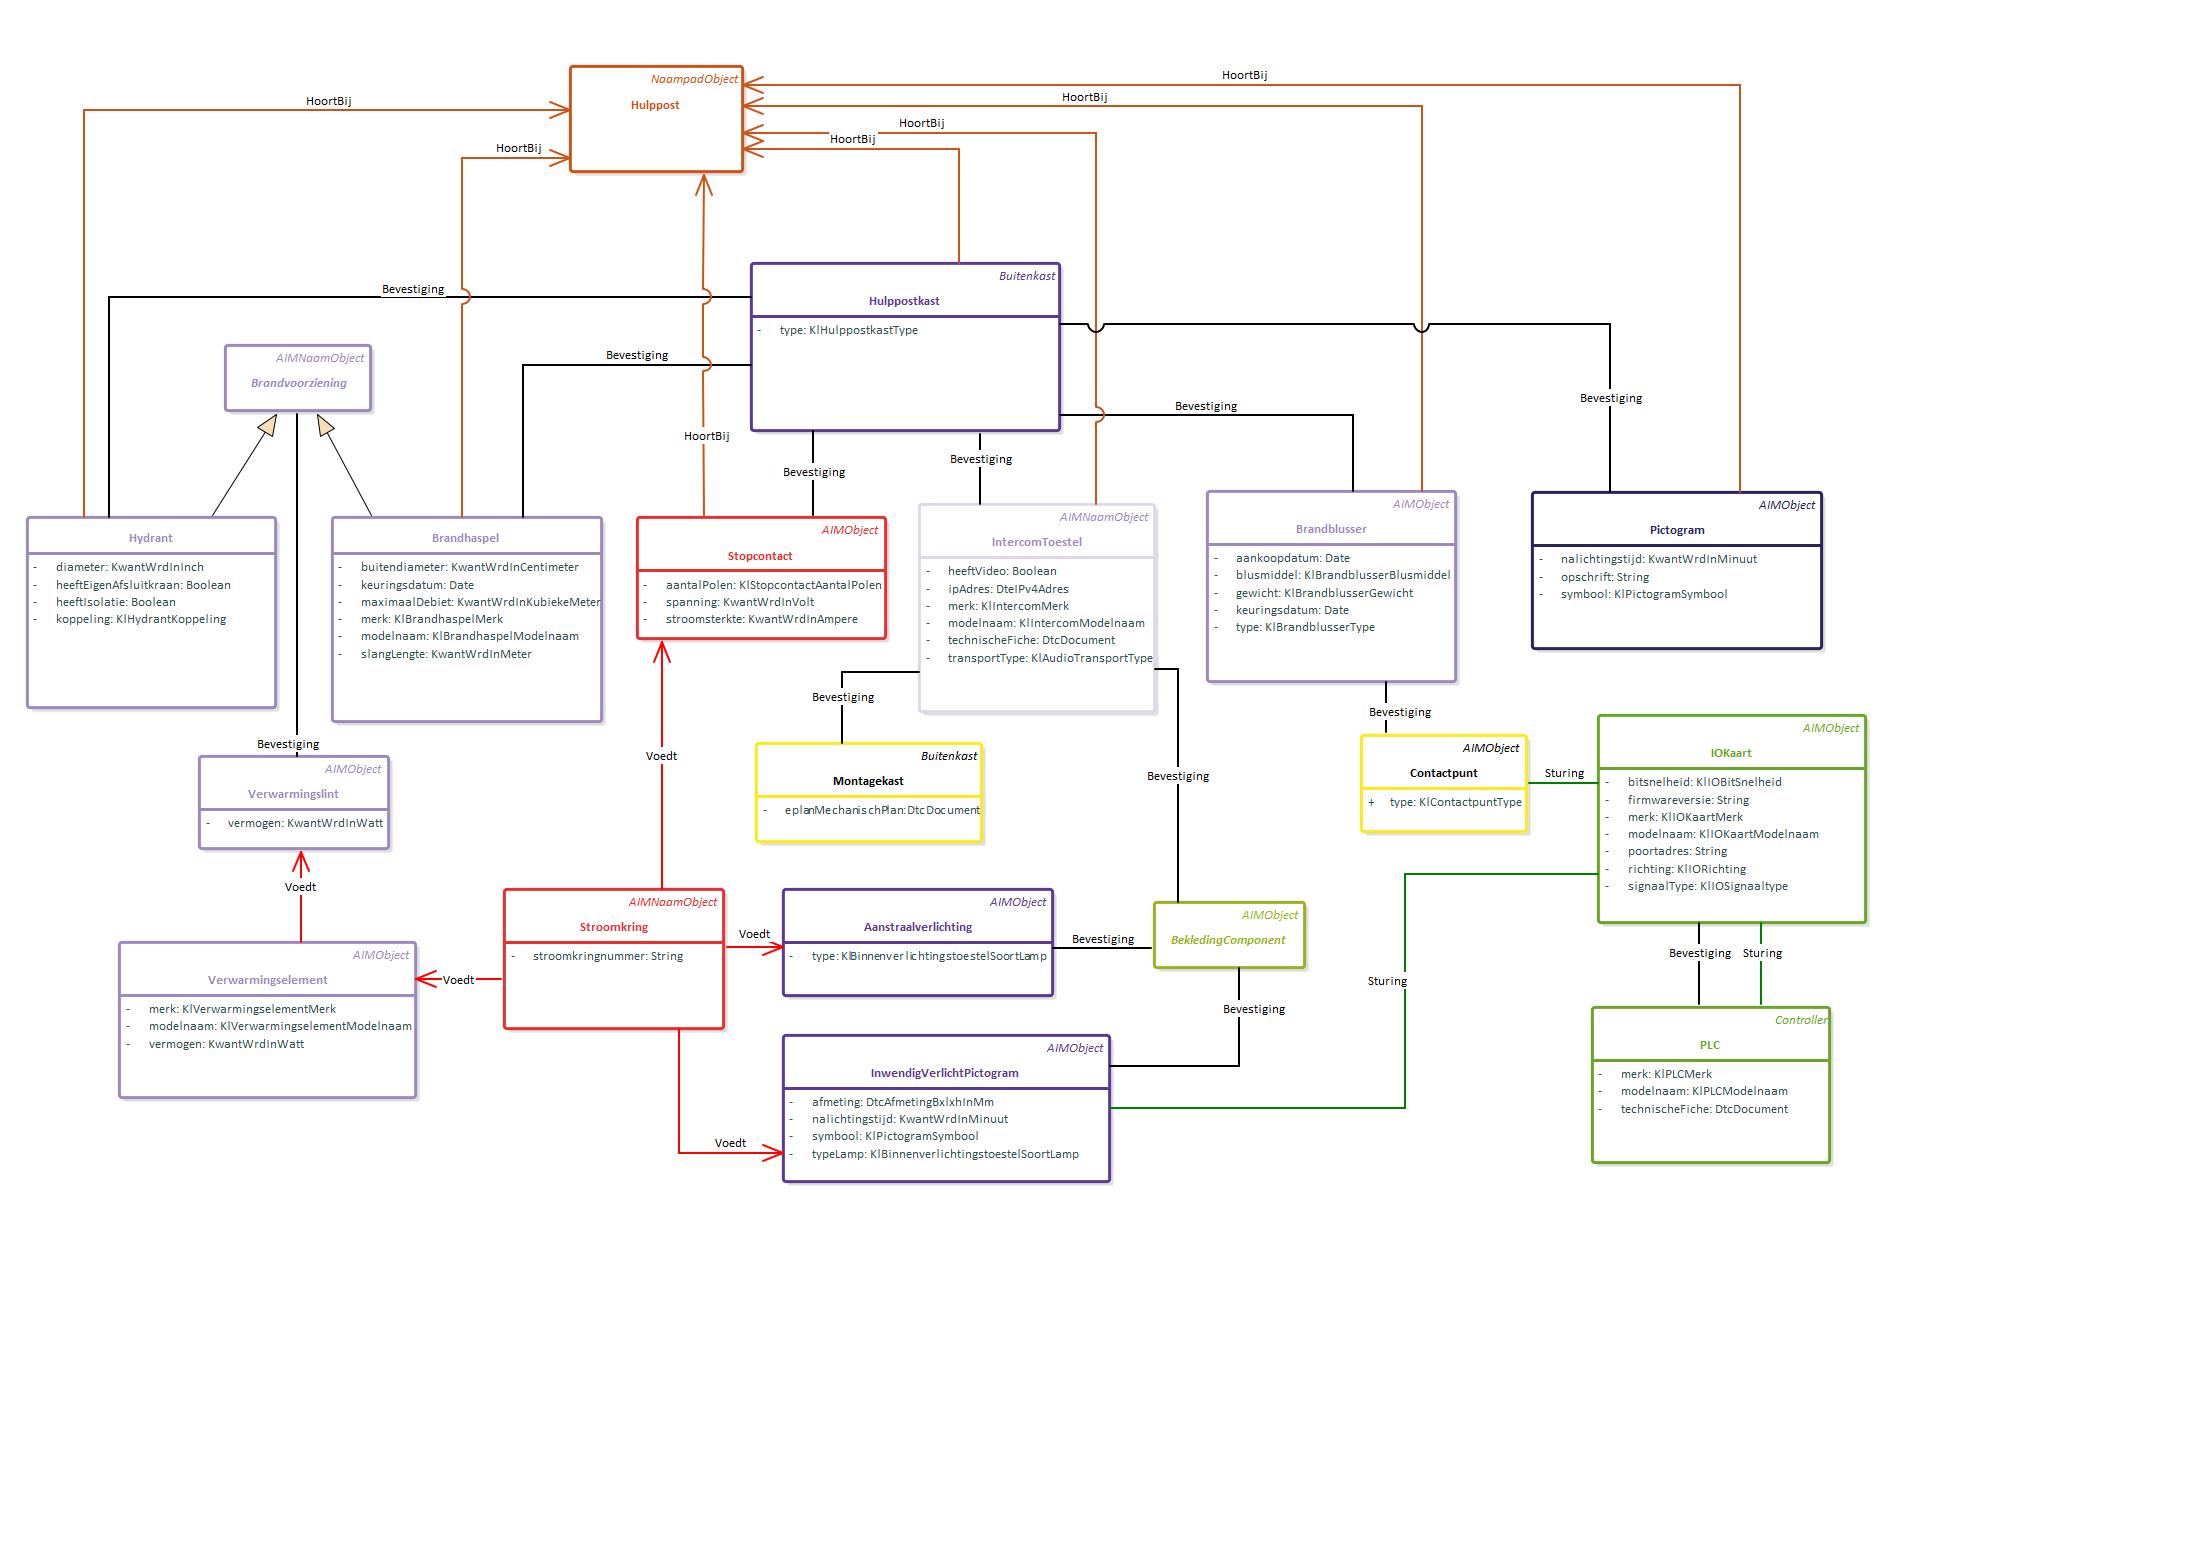 NaampadObject
Hulppost
HoortBij
HoortBij
HoortBij
HoortBij
HoortBij
HoortBij
HoortBij
Buitenkast
Hulppostkast
- type: KlHulppostkastType
Bevestiging
Bevestiging
Bevestiging
Bevestiging
Bevestiging
Bevestiging
AIMNaamObject
Brandvoorziening
Hydrant
- diameter: KwantWrdInInch
- heeftEigenAfsluitkraan: Boolean
- heeftIsolatie: Boolean
- koppeling: KlHydrantKoppeling
Brandhaspel
- buitendiameter: KwantWrdInCentimeter
- keuringsdatum: Date
- maximaalDebiet: KwantWrdInKubiekeMeter
- merk: KlBrandhaspelMerk
- modelnaam: KlBrandhaspelModelnaam
- slangLengte: KwantWrdInMeter
AIMObject
Stopcontact
- aantalPolen: KlStopcontactAantalPolen
- spanning: KwantWrdInVolt
- stroomsterkte: KwantWrdInAmpere
AIMNaamObject
IntercomToestel
- heeftVideo: Boolean
- ipAdres: DteIPv4Adres
- merk: KlIntercomMerk
- modelnaam: KlIntercomModelnaam
- technischeFiche: DtcDocument
- transportType: KlAudioTransportType
AIMObject
Brandblusser
- aankoopdatum: Date
- blusmiddel: KlBrandblusserBlusmiddel
- gewicht: KlBrandblusserGewicht
- keuringsdatum: Date
- type: KlBrandblusserType
AIMObject
Pictogram
- nalichtingstijd: KwantWrdInMinuut
- opschrift: String
- symbool: KlPictogramSymbool
Bevestiging
Bevestiging
Bevestiging
Bevestiging
Voedt
AIMObject
Verwarmingslint
- vermogen: KwantWrdInWatt
Buitenkast
Montagekast
- eplanMechanischPlan:DtcDocument
AIMObject
Contactpunt
+ type: KlContactpuntType
Sturing
AIMObject
IOKaart
- bitsnelheid: KlIOBitSnelheid
- firmwareversie: String
- merk: KlIOKaartMerk
- modelnaam: KlIOKaartModelnaam
- poortadres: String
- richting: KlIORichting
- signaalType: KlIOSignaaltype
Voedt
AIMNaamObject
Stroomkring
- stroomkringnummer: String
Voedt
AIMObject
Aanstraalverlichting
- type: KlBinnenverlichtingstoestelSoortLamp
Bevestiging
AIMObject
BekledingComponent
AIMObject
Verwarmingselement
- merk: KlVerwarmingselementMerk
- modelnaam: KlVerwarmingselementModelnaam
- vermogen: KwantWrdInWatt
Voedt
Bevestiging
Sturing
Bevestiging
Sturing
AIMObject
InwendigVerlichtPictogram
- afmeting: DtcAfmetingBxlxhInMm
- nalichtingstijd: KwantWrdInMinuut
- symbool: KlPictogramSymbool
- typeLamp: KlBinnenverlichtingstoestelSoortLamp
Voedt
Controller
PLC
- merk: KlPLCMerk
- modelnaam: KlPLCModelnaam
- technischeFiche: DtcDocument